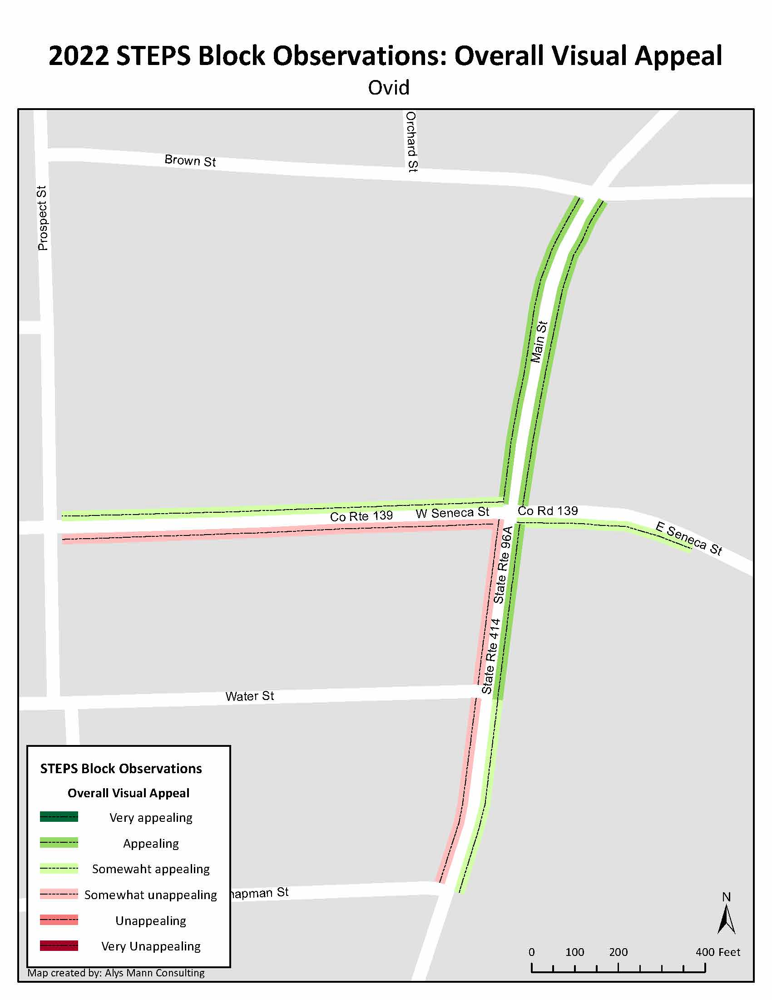 2022 STEPS Block Observations: Overall Visual Appeal
Ovid
Orchard St
Brown St
Prospect St
Main St
Co Rte 139
W Seneca St
Co Rd 139
E Seneca St
State Rte 96A
State Rte 414
Water St
hapman St
STEPS Block Observations
Overall Visual Appeal
Very appealing
Appealing
Somewaht appealing
Somewhat unappealing
Unappealing
Very Unappealing
Map created by: Alys Mann Consulting
N
0 100 200 400 Feet